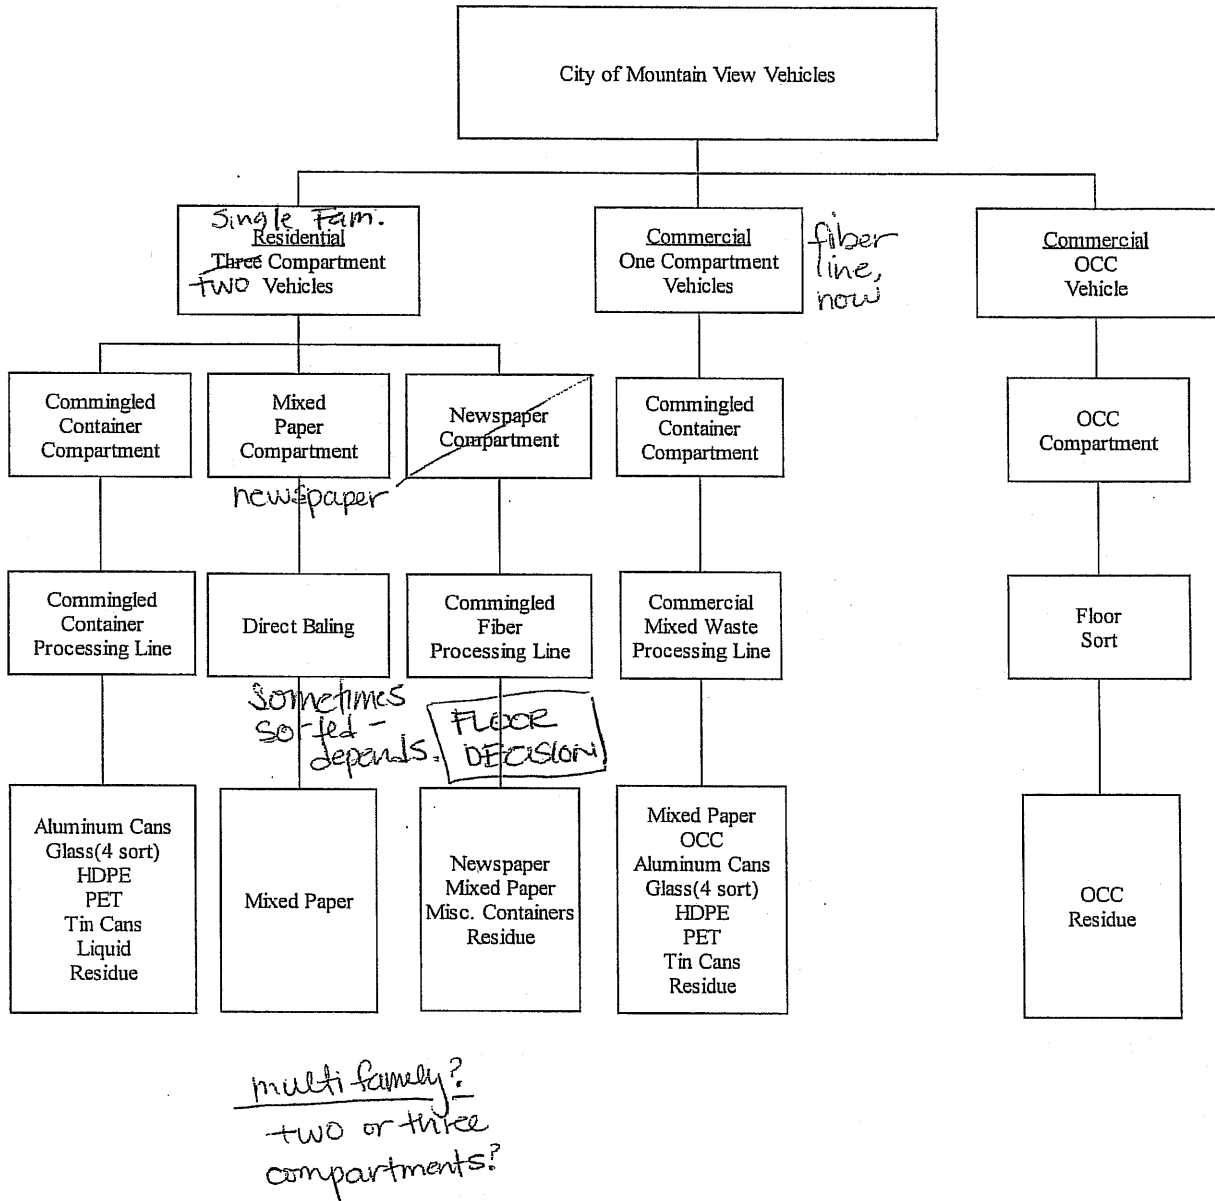 City of Mountain View Vehicles
Single Fam.
Residential
Three Compartment
two Vehicles
Commercial
One Compartment
Vehicles
fiber
line,
now
Commercial
OCC
Vehicle
Commingled
Container
Compartment
Mixed
Paper
Compartment
newspaper
Newspaper
Compartment
Commingled
Container
Compartment
OCC
Compartment
Commingled
Container
Processing Line
Direct Baling
Commingled
Fiber
Processing Line
Commercial
Mixed Waste
Processing Line
Floor
Sort
Sometimes
sorted -
depends.
FLOOR
DECISION
Aluminum Cans
Glass(4 sort)
HDPE
PET
Tin Cans
Liquid
Residue
Mixed Paper
Newspaper
Mixed Paper
Misc. Containers
Residue
Mixed Paper
OCC
Aluminum Cans
Glass(4 sort)
HDPE
PET
Tin Cans
Residue
OCC
Residue
multi family?
two or three
compartments?